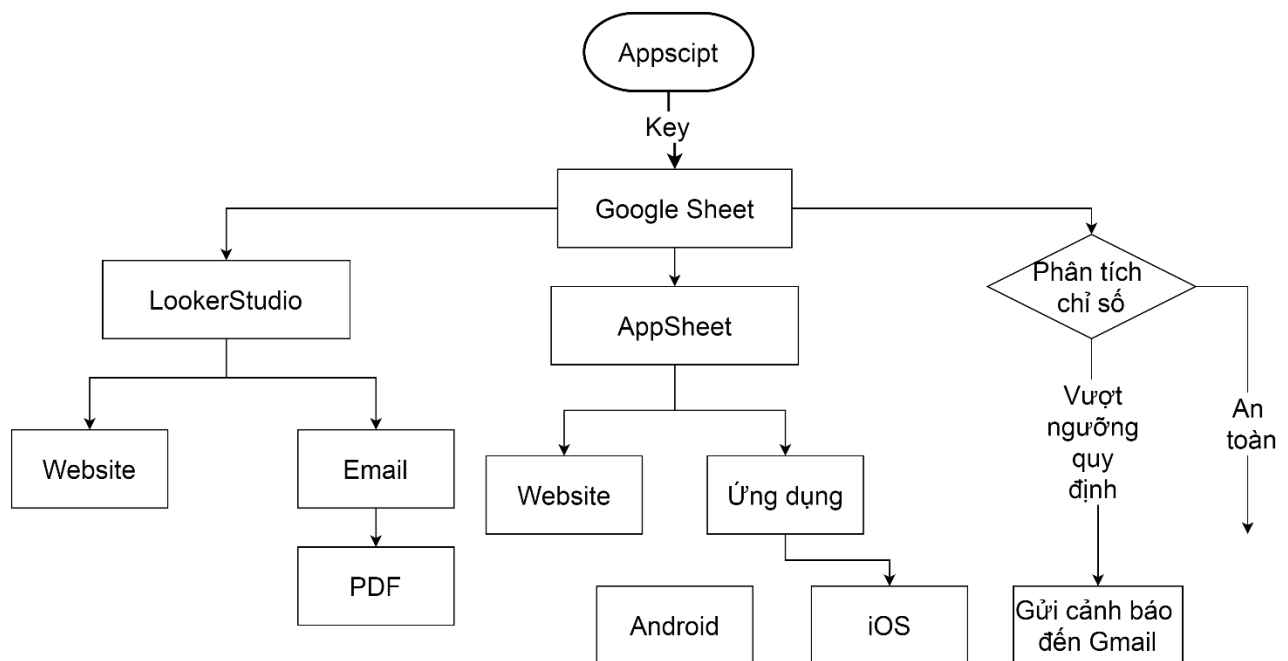 Appscipt
Key
Google Sheet
LookerStudio
AppSheet
Phân tích
chỉ số
Website
Email
Website
Ứng dụng
Vượt
ngưỡng
quy
định
An
toàn
PDF
Android
iOS
Gửi cảnh báo
đến Gmail